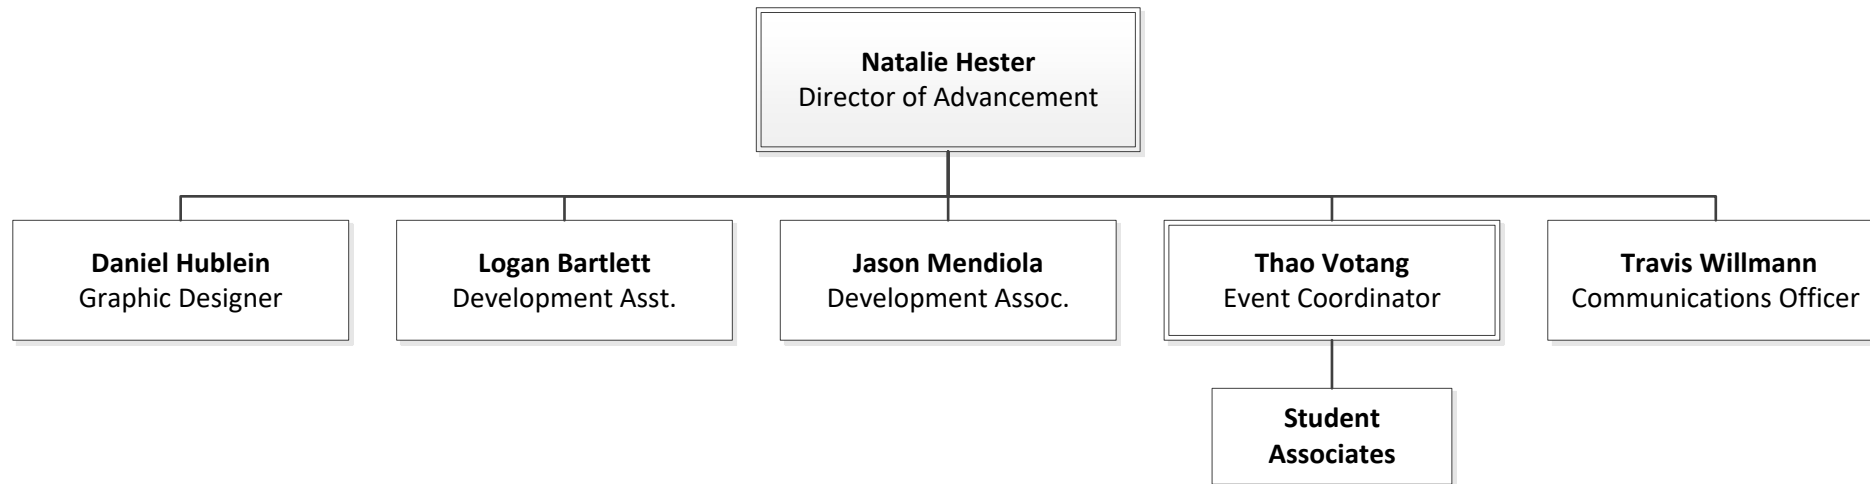 Natalie Hester
Director of Advancement
Daniel Hublein
Graphic Designer
Logan Bartlett
Development Asst.
Jason Mendiola
Development Assoc.
Thao Votang
Event Coordinator
Travis Willmann
Communications Officer
Student
Associates